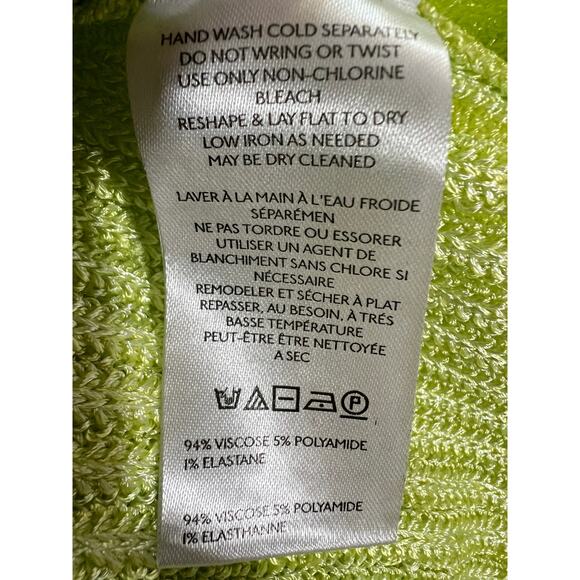 HAND WASH COLD SEPARATELY
DO NOT WRING OR TWIST
USE ONLY NON-CHLORINE
BLEACH
RESHAPE & LAY FLAT TO DRY
LOW IRON AS NEEDED
MAY BE DRY CLEANED
LAVER À LA MAIN À L'EAU FROIDE
SÉPARÉMEN
NE PAS TORDRE OU ESSORER
UTILISER UN AGENT DE
BLANCHIMENT SANS CHLORE SI
NÉCESSAIRE
REMODELER ET SÉCHER À PLAT
REPASSER, AU BESOIN, À TRÉS
BASSE TEMPÉRATURE
PEUT-ÊTRE ÊTRE NETTOYÉE
A SEC
P
94% VISCOSE 5% POLYAMIDE
1% ELASTANE
94% VISCOSE 5% POLYAMIDE
1% ELASTHANNE